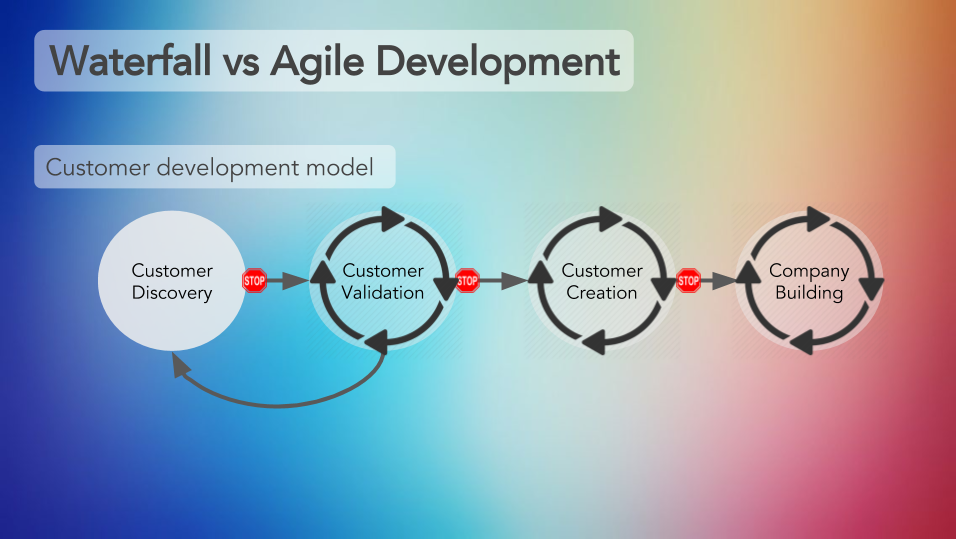 Waterfall vs Agile Development
Customer development model
Customer
Discovery
STOP
Customer
Validation
STOP
Customer
Creation
STOP
Company
Building